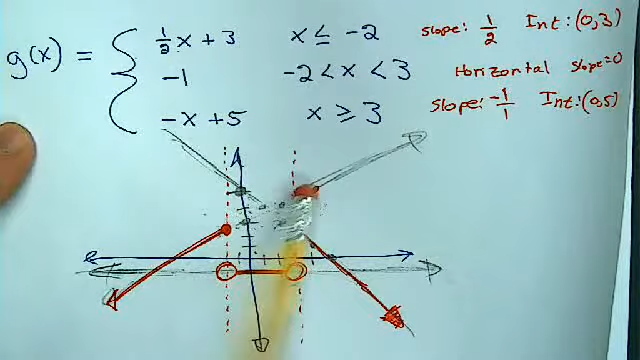 g(x) = { ½x + 3    x ≤ -2    Slope: ½    Int: (0,3)
-1    -2 < x < 3    Horizontal    slope=0
-x + 5    x ≥ 3    Slope: -1/1    Int: (0,5)